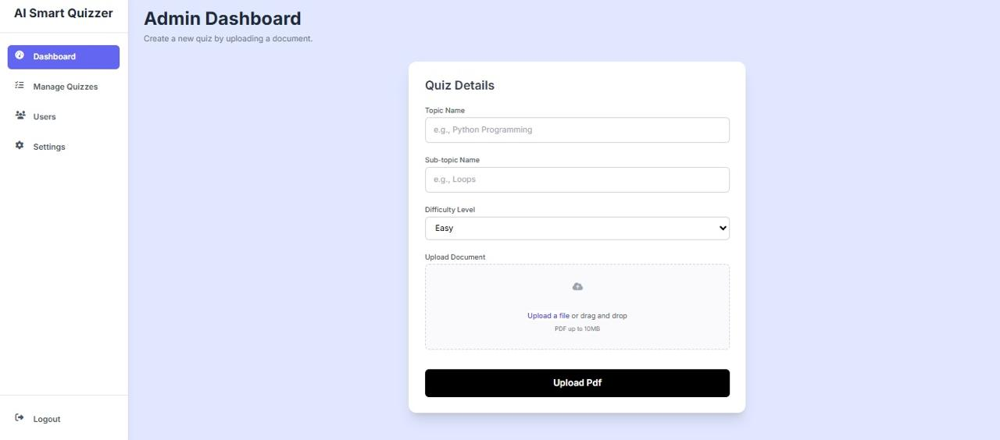 AI Smart Quizzer
Dashboard
Manage Quizzes
Users
Settings
Logout
Admin Dashboard
Create a new quiz by uploading a document.
Quiz Details
Topic Name
e.g., Python Programming
Sub-topic Name
e.g., Loops
Difficulty Level
Easy
Upload Document
Upload a file or drag and drop
PDF up to 10MB
Upload Pdf